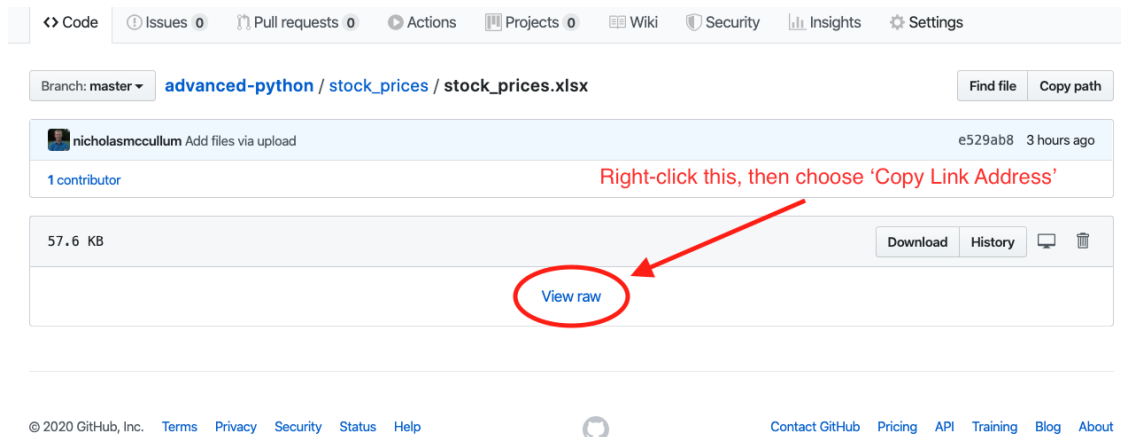 <> Code Issues 0 Pull requests 0 Actions Projects 0 Wiki Security Insights Settings
Branch: master advanced-python / stock_prices / stock_prices.xlsx Find file Copy path
nicholasmccullum Add files via upload e529ab8 3 hours ago
1 contributor
Right-click this, then choose ‘Copy Link Address’
57.6 KB Download History
View raw
© 2020 GitHub, Inc. Terms Privacy Security Status Help Contact GitHub Pricing API Training Blog About